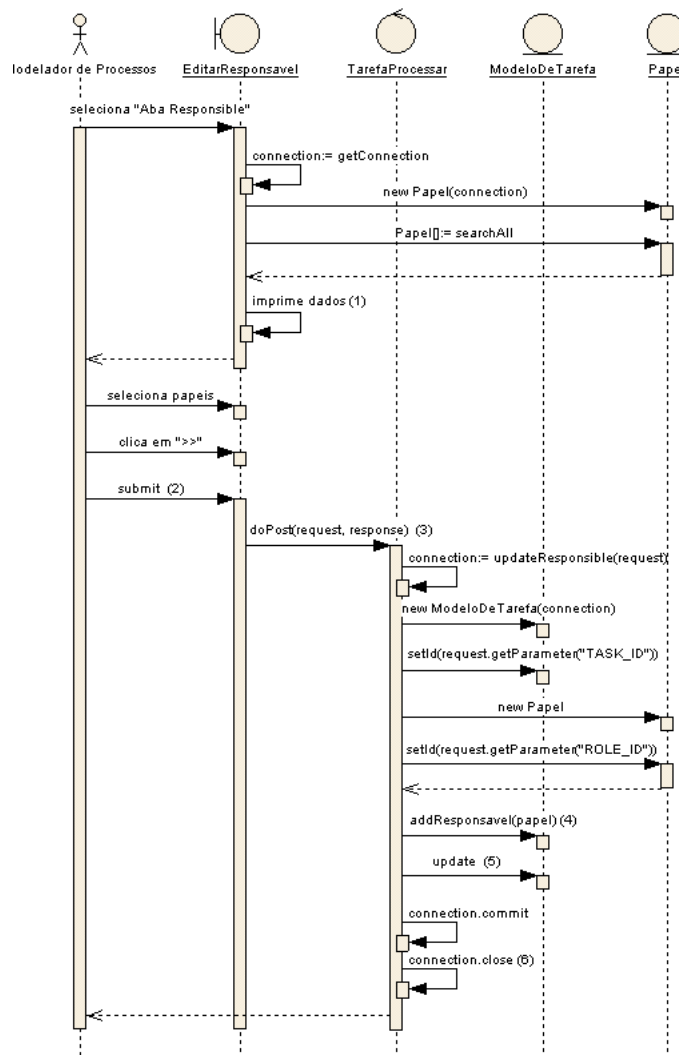 lodelador de Processos
EditarResponsavel
TarefaProcessar
ModeloDeTarefa
Pape
seleciona "Aba Responsible"
connection:= getConnection
new Papel(connection)
Papel[]:= searchAll
imprime dados (1)
seleciona papeis
clica em ">>"
submit (2)
doPost(request, response) (3)
connection:= updateResponsible(request)
new ModeloDeTarefa(connection)
setId(request.getParameter("TASK_ID"))
new Papel
setId(request.getParameter("ROLE_ID"))
addResponsavel(papel) (4)
update (5)
connection.commit
connection.close (6)